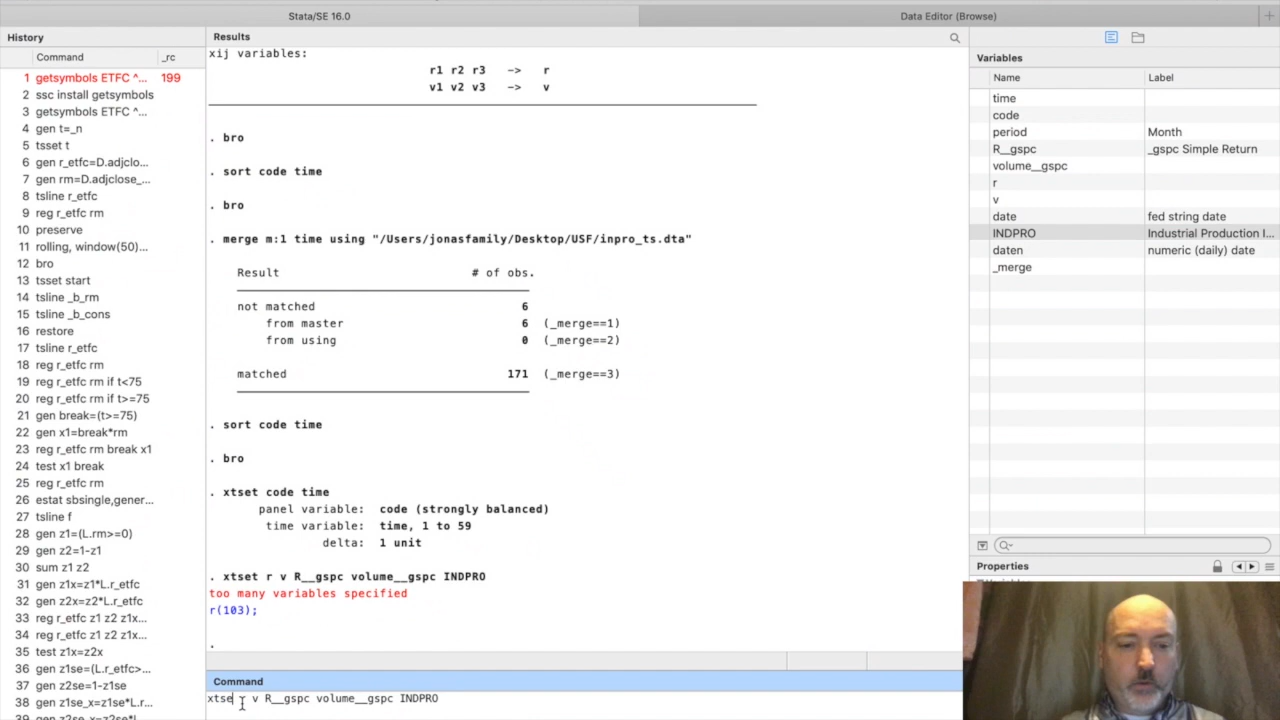 Stata/SE 16.0
Data Editor (Browse)
History
Command _rc
1 getsymbols ETFC ^... 199
2 ssc install getsymbols
3 getsymbols ETFC ^...
4 gen t=_n
5 tsset t
6 gen r_etfc=D.adjclo...
7 gen rm=D.adjclose_...
8 tsline r_etfc
9 reg r_etfc rm
10 preserve
11 rolling, window(50)...
12 bro
13 tsset start
14 tsline _b_rm
15 tsline _b_cons
16 restore
17 tsline r_etfc
18 reg r_etfc rm
19 reg r_etfc rm if t<75
20 reg r_etfc rm if t>=75
21 gen break=(t>=75)
22 gen x1=break*rm
23 reg r_etfc rm break x1
24 test x1 break
25 reg r_etfc rm
26 estat sbsingle,gener...
27 tsline f
28 gen z1=(L.rm>=0)
29 gen z2=1-z1
30 sum z1 z2
31 gen z1x=z1*L.r_etfc
32 gen z2x=z2*L.r_etfc
33 reg r_etfc z1 z2 z1x...
34 reg r_etfc z1 z2 z1x...
35 test z1x=z2x
36 gen z1se=(L.r_etfc>...
37 gen z2se=1-z1se
38 gen z1se_x=z1se*L.r...
39 gen z2se_x=z2se*L...
Results
xij variables:
r1 r2 r3 -> r
v1 v2 v3 -> v
. bro
. sort code time
. bro
. merge m:1 time using "/Users/jonasfamily/Desktop/USF/inpro_ts.dta"
Result # of obs.
not matched 6
from master 6 (_merge==1)
from using 0 (_merge==2)
matched 171 (_merge==3)
. sort code time
. bro
. xtset code time
panel variable: code (strongly balanced)
time variable: time, 1 to 59
delta: 1 unit
. xtset r v R__gspc volume__gspc INDPRO
too many variables specified
r(103);
.
Command
xtse v R__gspc volume__gspc INDPRO
Variables
Name Label
time
code
period Month
R__gspc _gspc Simple Return
volume__gspc
r
v
date fed string date
INDPRO Industrial Production I...
daten numeric (daily) date
_merge
Properties